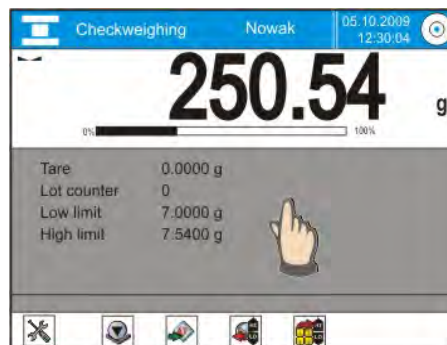 Checkweighing Nowak 05.10.2009
12:30:04
250.54 g
0% 100%
Tare 0.0000 g
Lot counter 0
Low limit 7.0000 g
High limit 7.5400 g